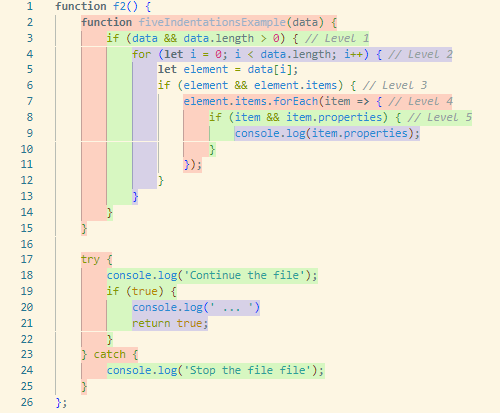 1 function f2() {
2     function fiveIndentationsExample(data) {
3         if (data && data.length > 0) { // Level 1
4             for (let i = 0; i < data.length; i++) { // Level 2
5                 let element = data[i];
6                 if (element && element.items) { // Level 3
7                     element.items.forEach(item => { // Level 4
8                         if (item && item.properties) { // Level 5
9                             console.log(item.properties);
10                         }
11                     });
12                 }
13             }
14         }
15     }
16
17     try {
18         console.log('Continue the file');
19         if (true) {
20             console.log(' ... ')
21             return true;
22         }
23     } catch {
24         console.log('Stop the file file');
25     }
26 };